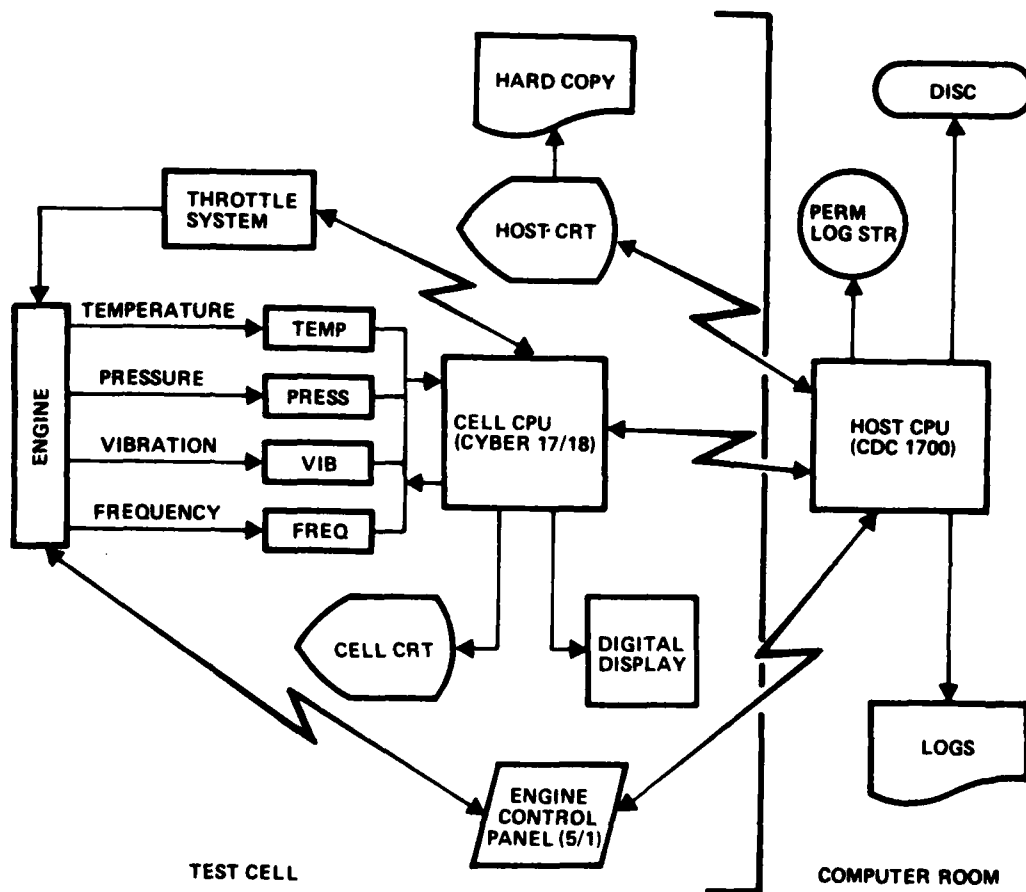 HARD COPY
DISC
THROTTLE
SYSTEM
HOST CRT
PERM
LOG STR
TEMPERATURE
TEMP
PRESSURE
PRESS
ENGINE
CELL CPU
(CYBER 17/18)
HOST CPU
(CDC 1700)
VIBRATION
VIB
FREQUENCY
FREQ
CELL CRT
DIGITAL
DISPLAY
LOGS
ENGINE
CONTROL
PANEL (5/1)
TEST CELL
COMPUTER ROOM